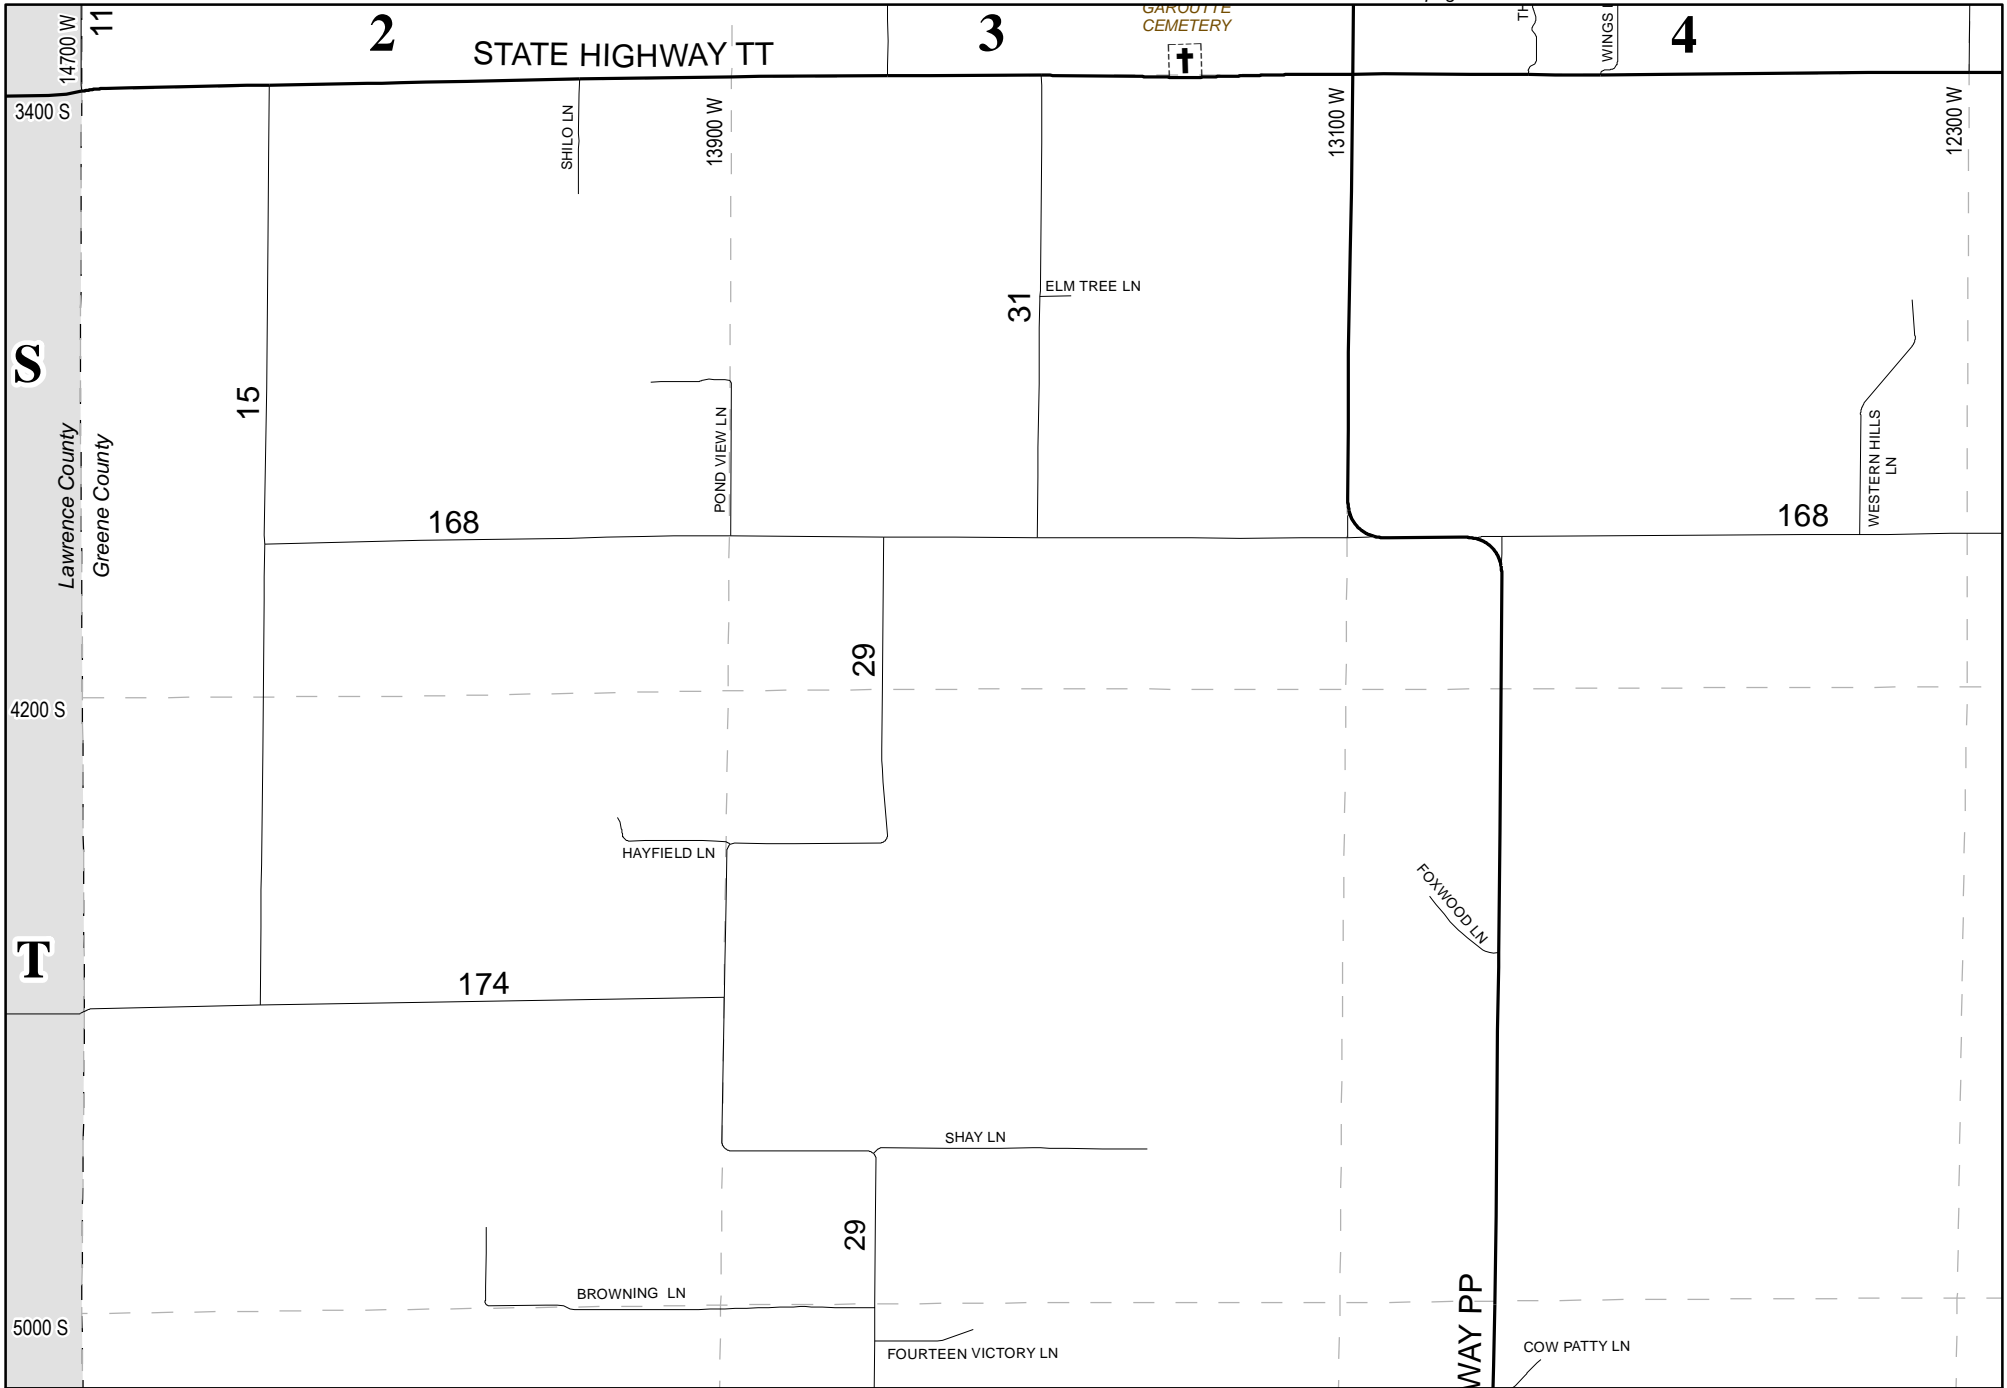 14700 W
11
2
STATE HIGHWAY TT
3
GAROUTTE
CEMETERY
WINGS
4
3400 S
SHILO LN
13900 W
13100 W
12300 W
ELM TREE LN
31
S
15
POND VIEW LN
WESTERN HILLS
LN
Lawrence County
Greene County
168
168
29
4200 S
HAYFIELD LN
FOXWOOD LN
T
174
SHAY LN
29
BROWNING LN
5000 S
WAY PP
FOURTEEN VICTORY LN
COW PATTY LN